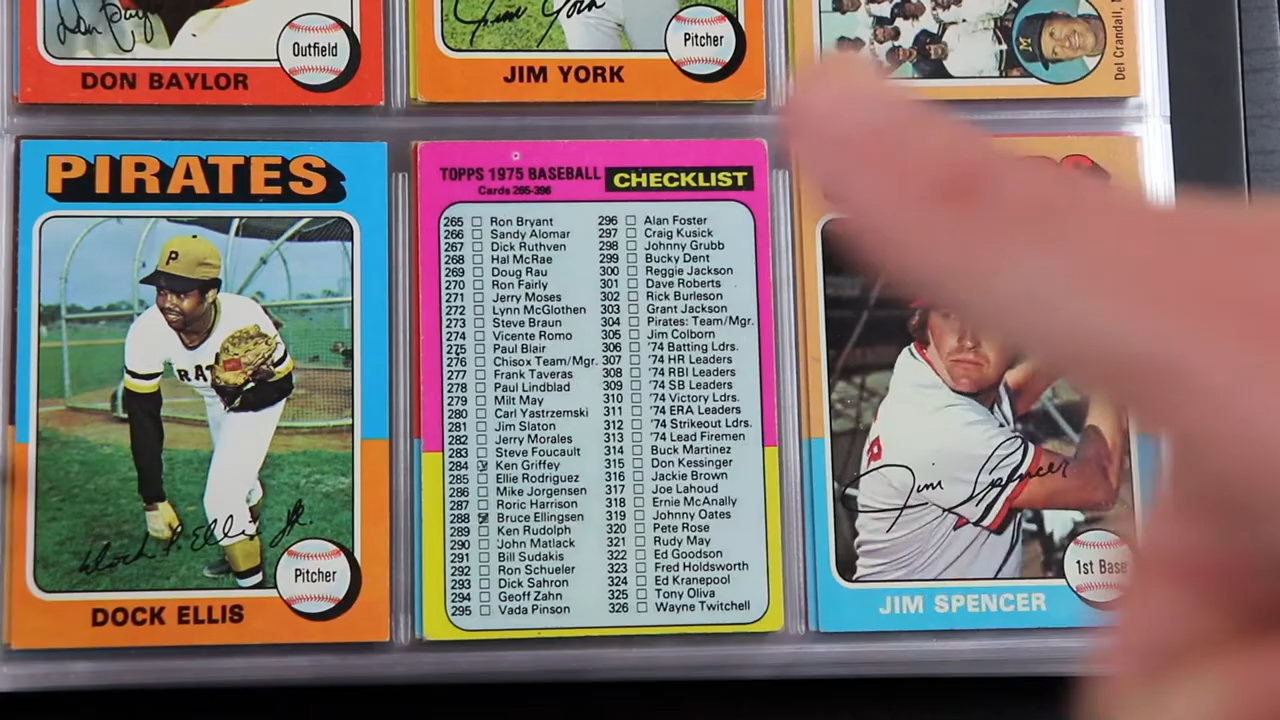 Don Bay
Outfield
DON BAYLOR
Jim York
Pitcher
JIM YORK
M
Del Crandall,
PIRATES
P
Dock P. Ellis Jr.
Pitcher
DOCK ELLIS
TOPPS 1975 BASEBALL CHECKLIST
Cards 265-396
265 Ron Bryant
266 Sandy Alomar
267 Dick Ruthven
268 Hal McRae
269 Doug Rau
270 Ron Fairly
271 Jerry Moses
272 Lynn McGlothen
273 Steve Braun
274 Vicente Romo
275 Paul Blair
276 Chisox Team/Mgr.
277 Frank Taveras
278 Paul Lindblad
279 Milt May
280 Carl Yastrzemski
281 Jim Slaton
282 Jerry Morales
283 Steve Foucault
284 Ken Griffey
285 Ellie Rodriguez
286 Mike Jorgensen
287 Roric Harrison
288 Bruce Ellingsen
289 Ken Rudolph
290 John Matlack
291 Bill Sudakis
292 Ron Schueler
293 Dick Sahron
294 Geoff Zahn
295 Vada Pinson
296 Alan Foster
297 Craig Kusick
298 Johnny Grubb
299 Bucky Dent
300 Reggie Jackson
301 Dave Roberts
302 Rick Burleson
303 Grant Jackson
304 Pirates: Team/Mgr.
305 Jim Colborn
306 '74 Batting Ldrs.
307 '74 HR Leaders
308 '74 RBI Leaders
309 '74 SB Leaders
310 '74 Victory Ldrs.
311 '74 ERA Leaders
312 '74 Strikeout Ldrs.
313 '74 Lead Firemen
314 Buck Martinez
315 Don Kessinger
316 Jackie Brown
317 Joe Lahoud
318 Ernie McAnally
319 Johnny Oates
320 Pete Rose
321 Rudy May
322 Ed Goodson
323 Fred Holdsworth
324 Ed Kranepool
325 Tony Oliva
326 Wayne Twitchell
Jim Spencer
1st Base
JIM SPENCER